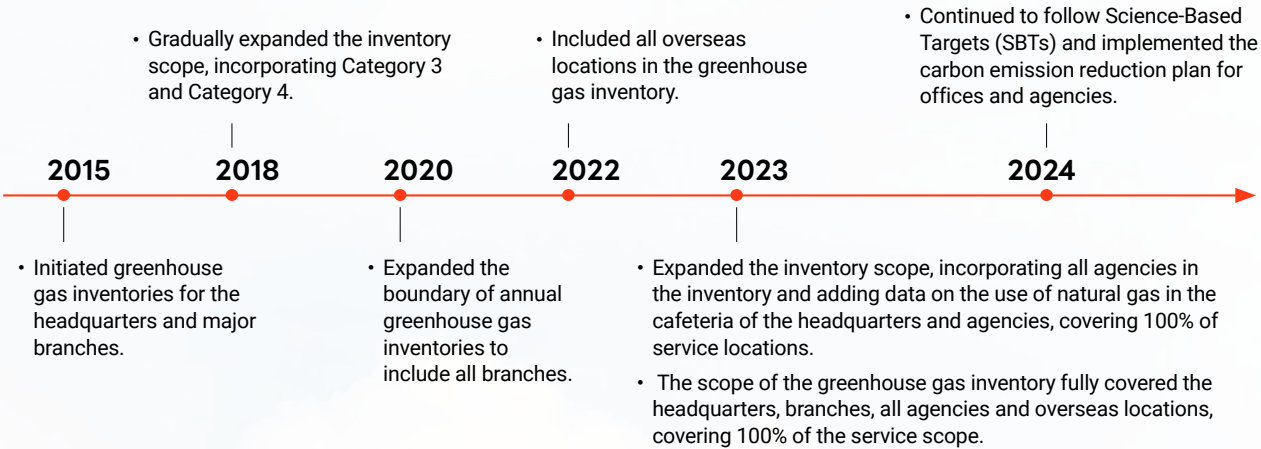 • Continued to follow Science-Based
Targets (SBTs) and implemented the
carbon emission reduction plan for
offices and agencies.
• Gradually expanded the inventory
scope, incorporating Category 3
and Category 4.
• Included all overseas
locations in the greenhouse
gas inventory.
2015 2018 2020 2022 2023 2024
• Initiated greenhouse
gas inventories for the
headquarters and major
branches.
• Expanded the
boundary of annual
greenhouse gas
inventories to
include all branches.
• Expanded the inventory scope, incorporating all agencies in
the inventory and adding data on the use of natural gas in the
cafeteria of the headquarters and agencies, covering 100% of
service locations.
• The scope of the greenhouse gas inventory fully covered the
headquarters, branches, all agencies and overseas locations,
covering 100% of the service scope.